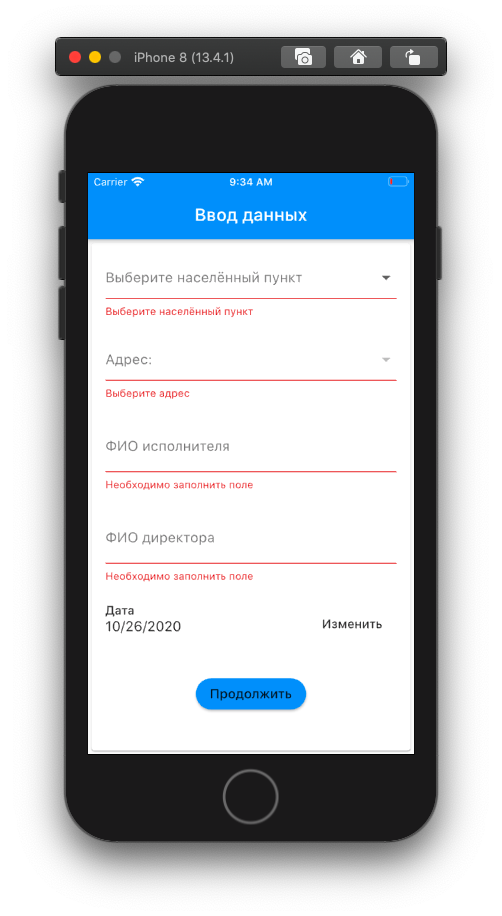 iPhone 8 (13.4.1)
Carrier 9:34 AM
Ввод данных
Выберите населённый пункт
Выберите населённый пункт
Адрес:
Выберите адрес
ФИО исполнителя
Необходимо заполнить поле
ФИО директора
Необходимо заполнить поле
Дата
10/26/2020
Изменить
Продолжить